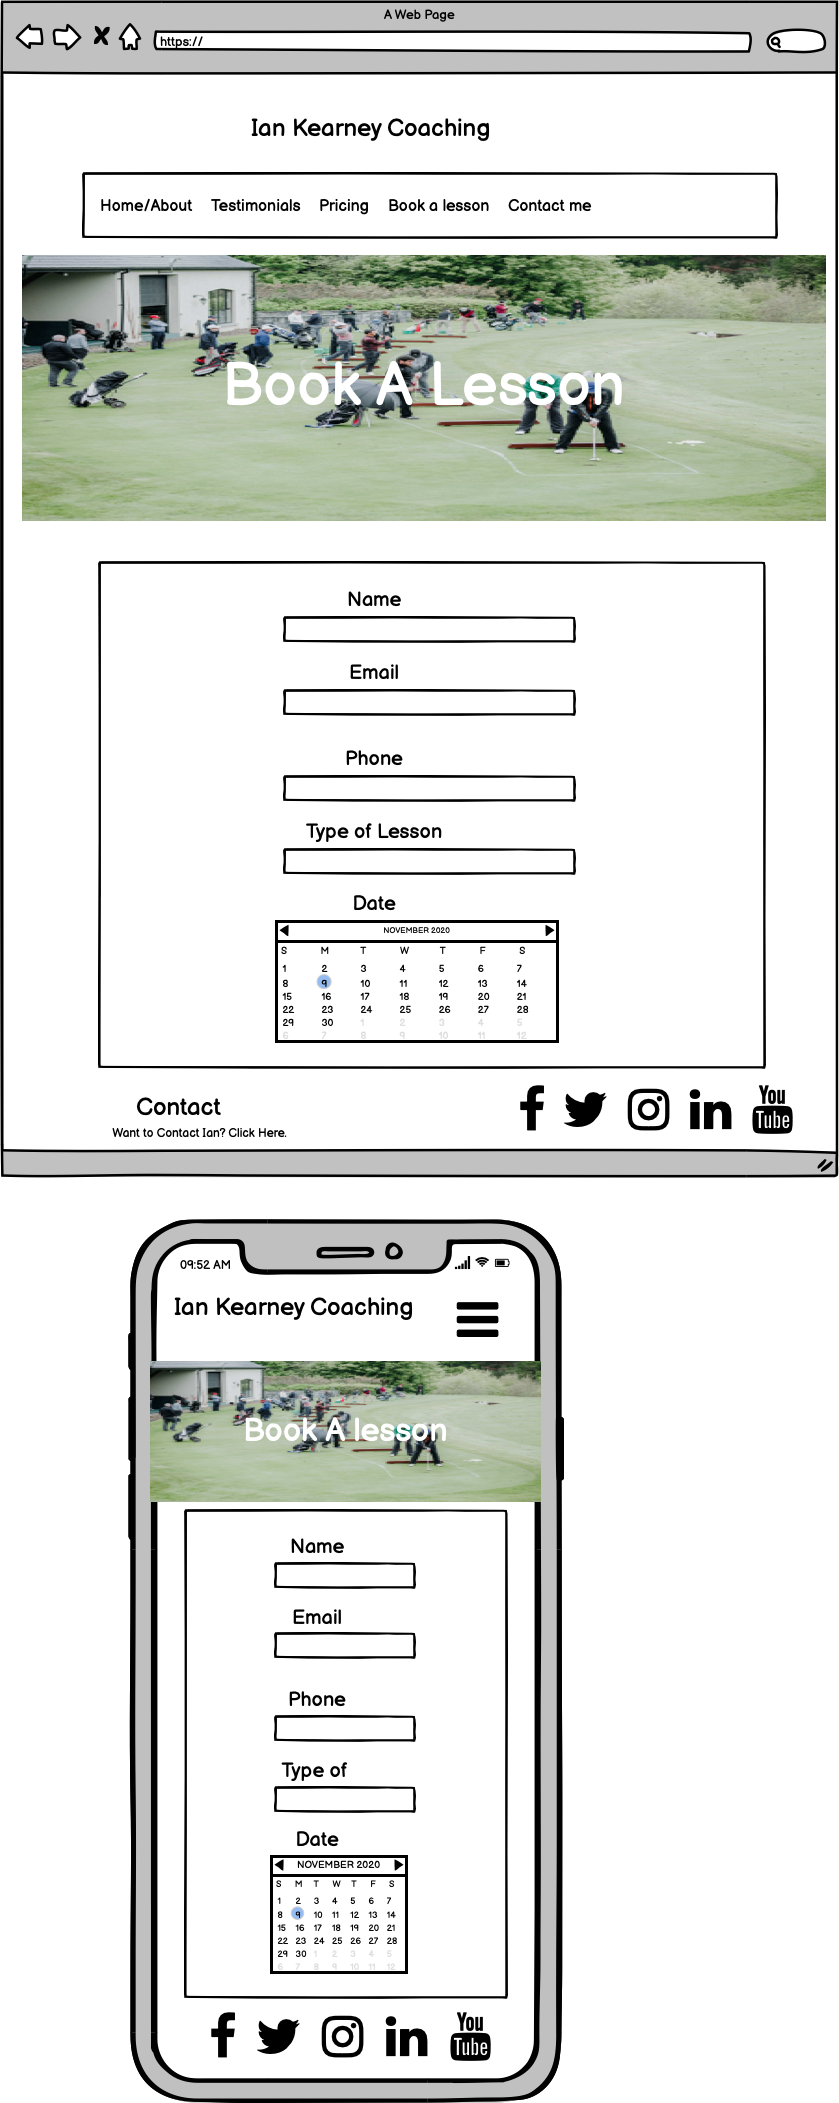 A Web Page
https://
Ian Kearney Coaching
Home/About Testimonials Pricing Book a lesson Contact me
Book A Lesson
Name
Email
Phone
Type of Lesson
Date
NOVEMBER 2020
S M T W T F S
1 2 3 4 5 6 7
8 9 10 11 12 13 14
15 16 17 18 19 20 21
22 23 24 25 26 27 28
29 30 1 2 3 4 5
6 7 8 9 10 11 12
Contact
Want to Contact Ian? Click Here.
f in You Tube
09:52 AM
Ian Kearney Coaching
Book A lesson
Name
Email
Phone
Type of
Date
NOVEMBER 2020
S M T W T F S
1 2 3 4 5 6 7
8 9 10 11 12 13 14
15 16 17 18 19 20 21
22 23 24 25 26 27 28
29 30 1 2 3 4 5
6 7 8 9 10 11 12
f in You Tube